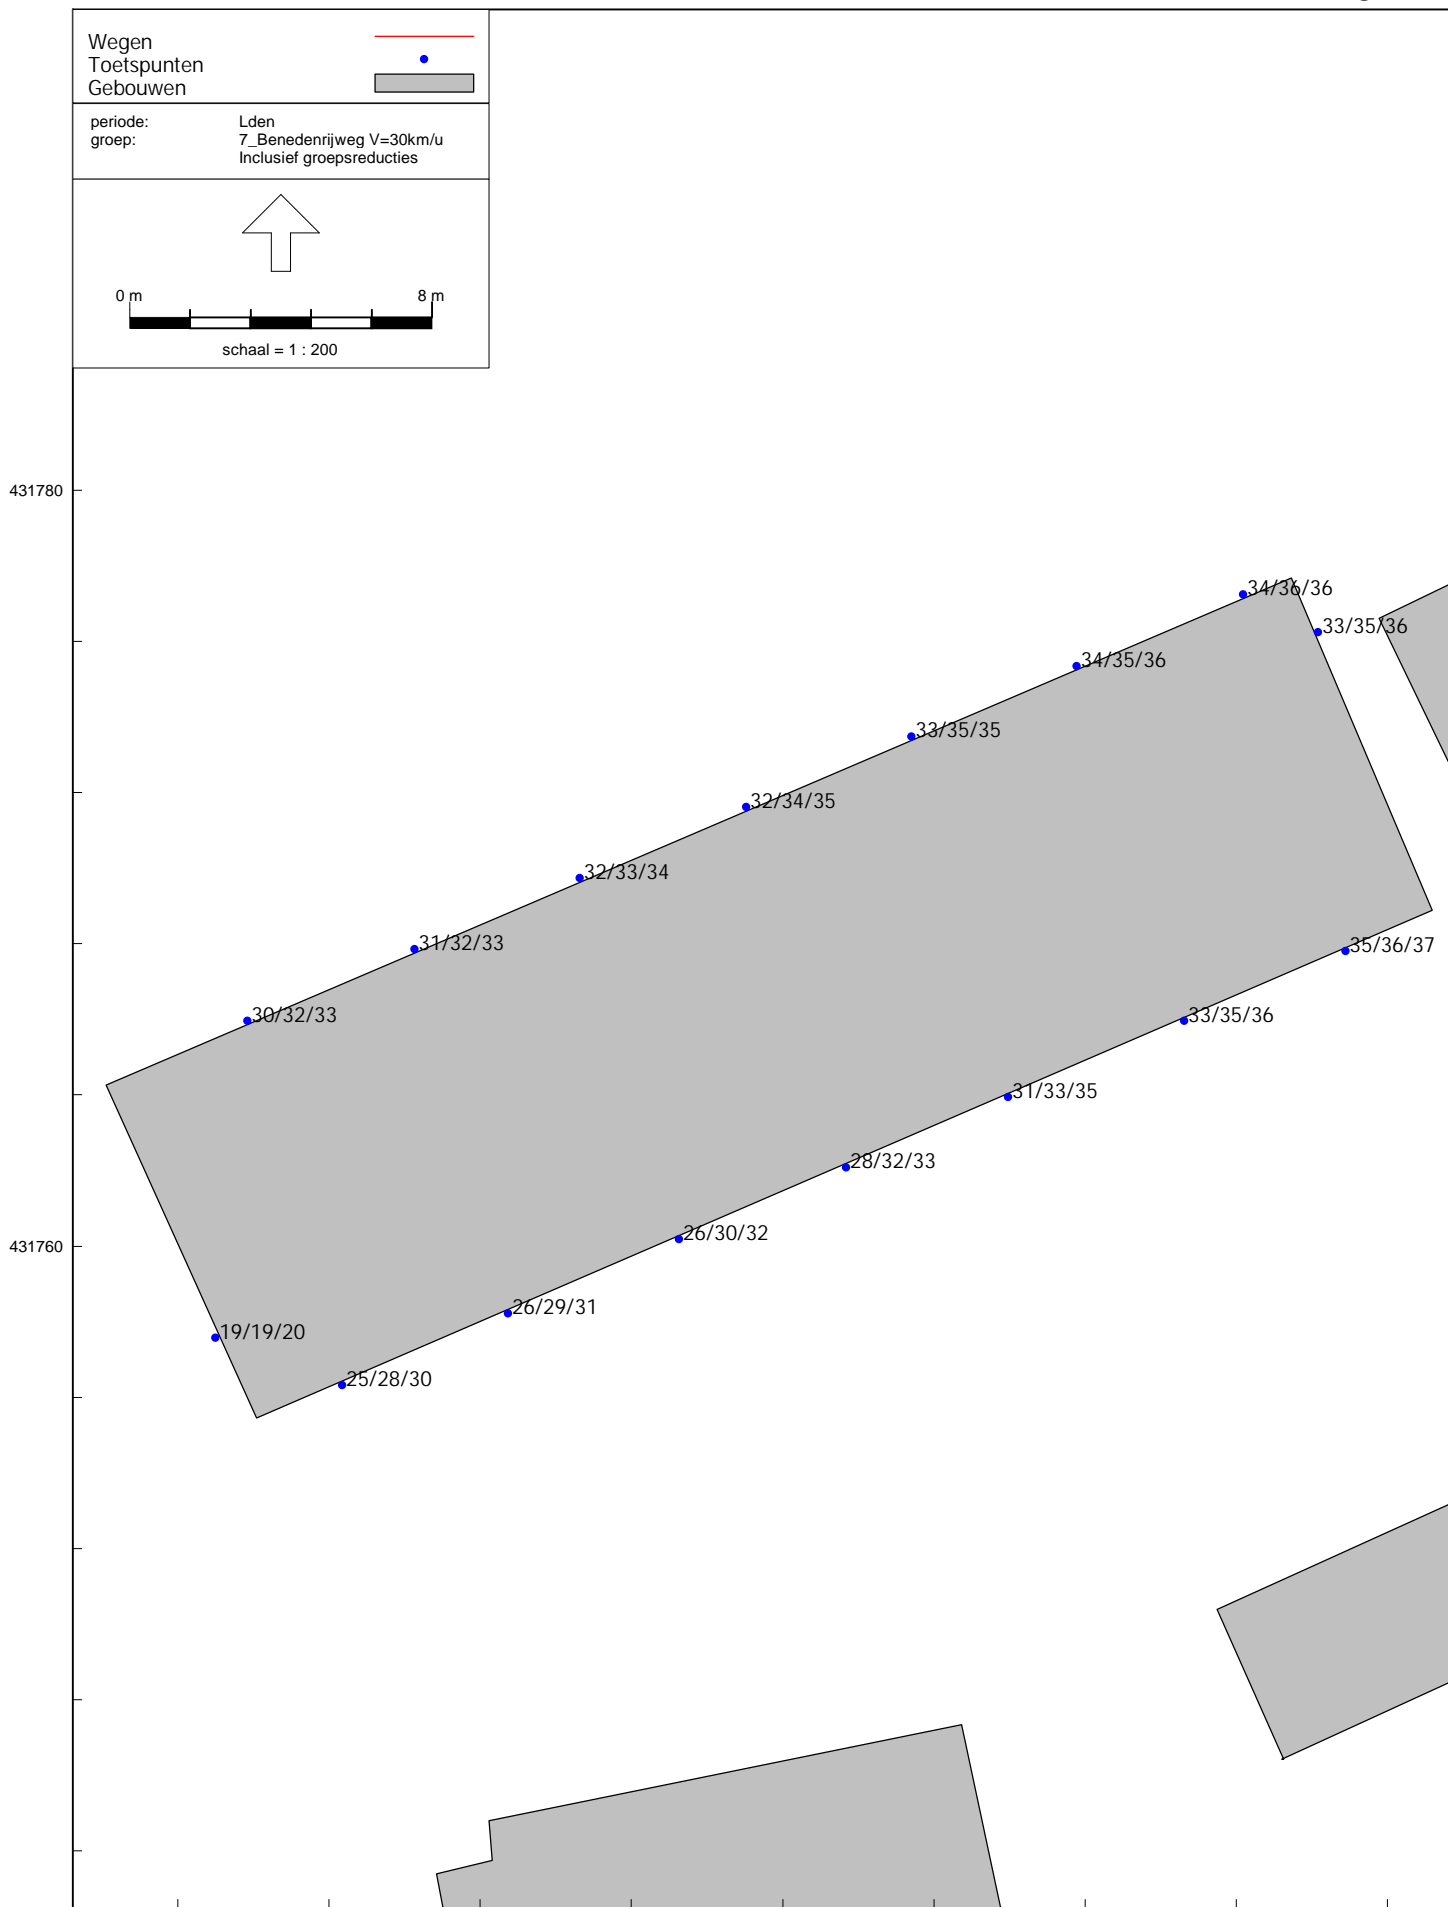 Wegen
Toetspunten
Gebouwen
periode: Lden
groep: 7_Benedenrijweg V=30km/u
Inclusief groepsreducties
0 m 8 m
schaal = 1 : 200
431780
34/36/36
33/35/36
34/35/36
33/35/35
32/34/35
32/33/34
31/32/33
35/36/37
30/32/33
33/35/36
31/33/35
28/32/33
26/30/32
431760
26/29/31
19/19/20
25/28/30